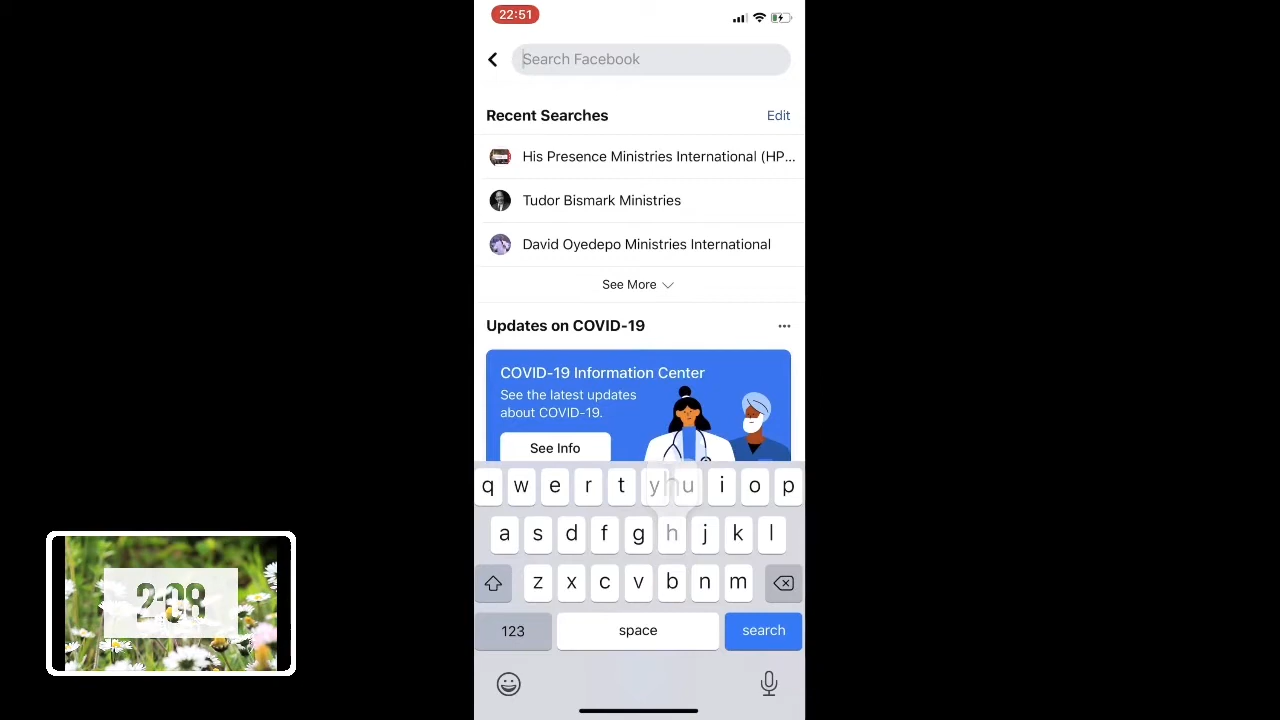 22:51
Search Facebook
Recent Searches
Edit
His Presence Ministries International (HP...
Tudor Bismark Ministries
David Oyedepo Ministries International
See More
Updates on COVID-19
COVID-19 Information Center
See the latest updates
about COVID-19.
See Info
q w e r t y h u i o p
a s d f g h j k l
z x c v b n m
123 space search